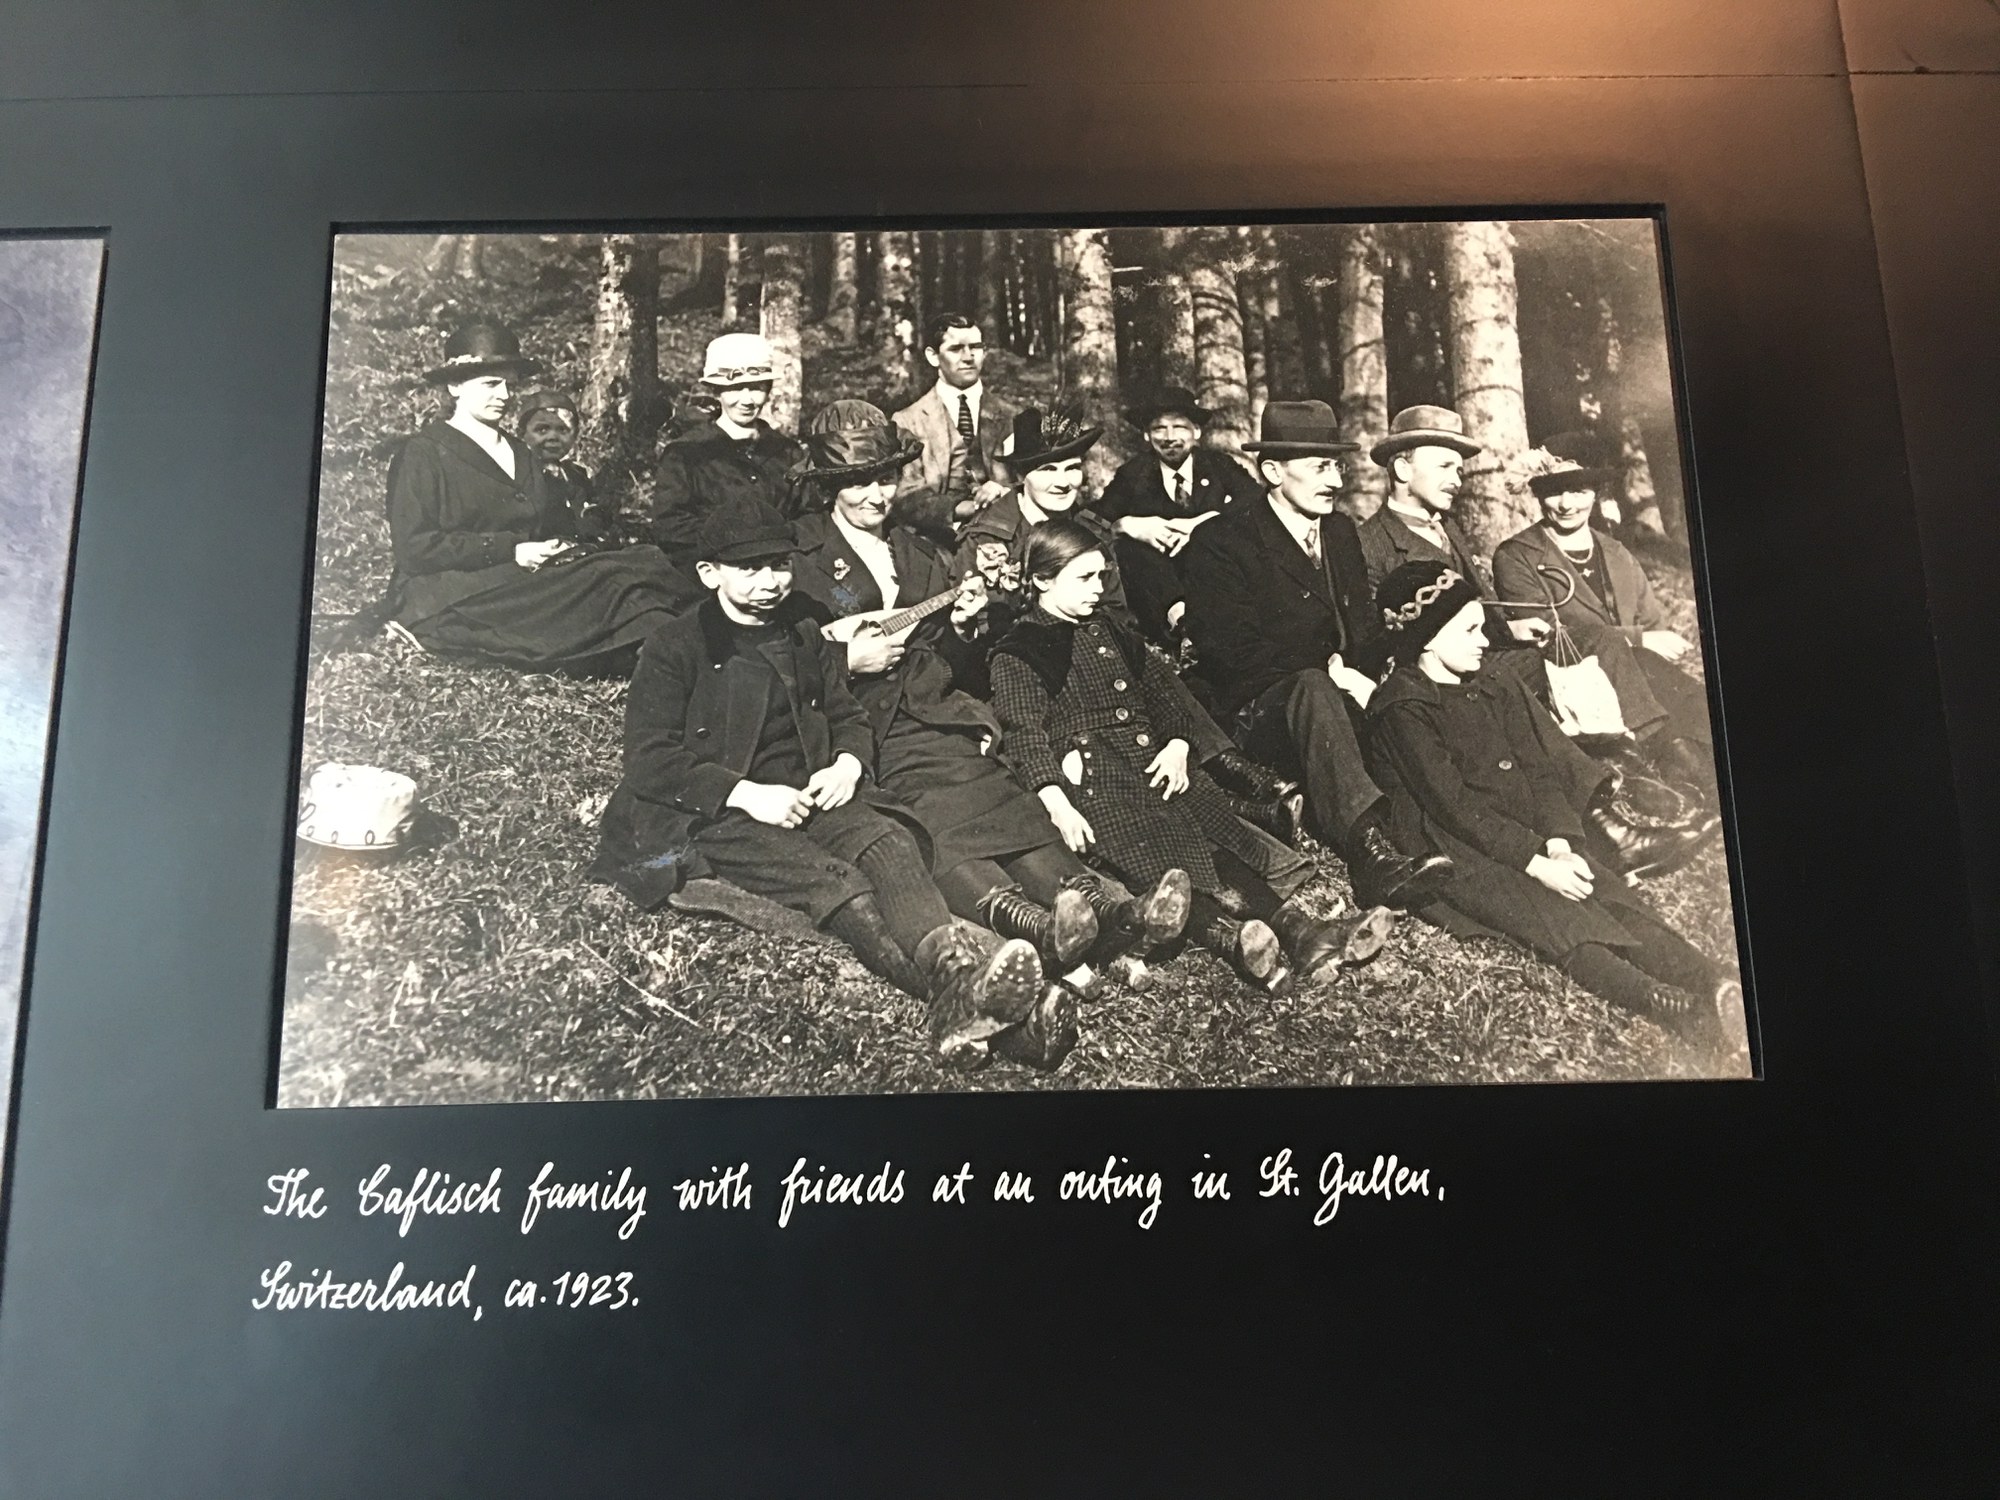 The Caflisch family with friends at an outing in St. Gallen,
Switzerland, ca. 1923.